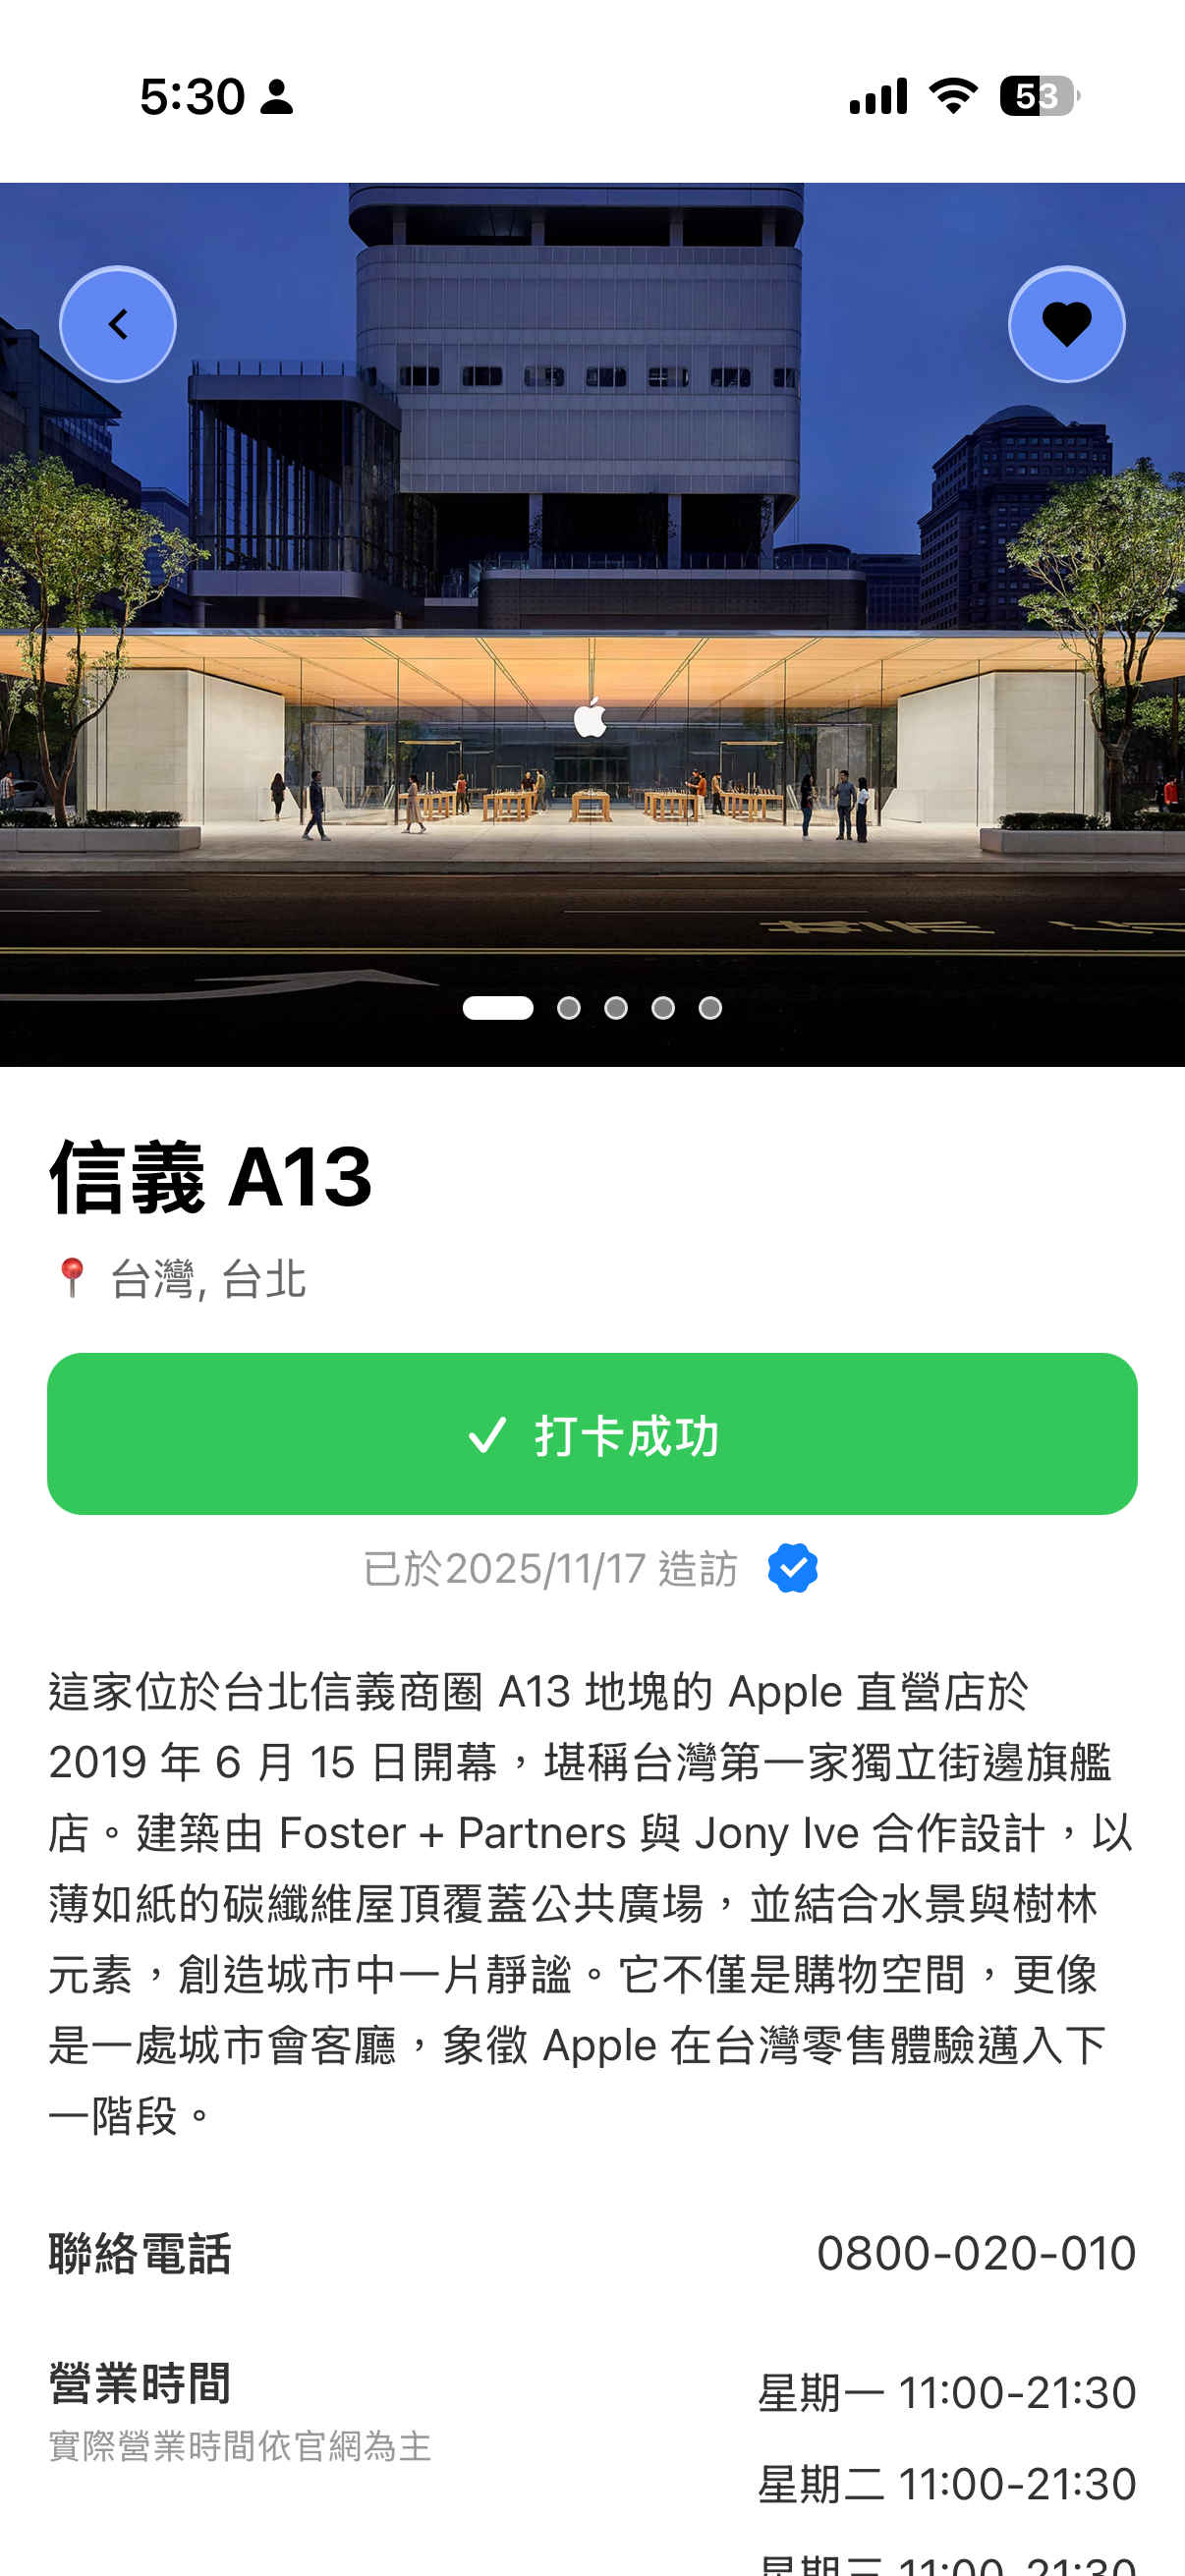 5:30
53
信義 A13
📍 台灣, 台北
✓ 打卡成功
已於2025/11/17 造訪
這家位於台北信義商圈 A13 地塊的 Apple 直營店於
2019 年 6 月 15 日開幕，堪稱台灣第一家獨立街邊旗艦
店。建築由 Foster + Partners 與 Jony Ive 合作設計，以
薄如紙的碳纖維屋頂覆蓋公共廣場，並結合水景與樹林
元素，創造城市中一片靜謐。它不僅是購物空間，更像
是一處城市會客廳，象徵 Apple 在台灣零售體驗邁入下
一階段。
聯絡電話
0800-020-010
營業時間
實際營業時間依官網為主
星期一 11:00-21:30
星期二 11:00-21:30
星期三 11:00-21:30